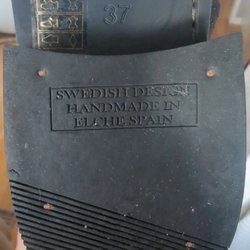 37
SWEDISH DESIGN
HANDMADE IN
ELCHE SPAIN